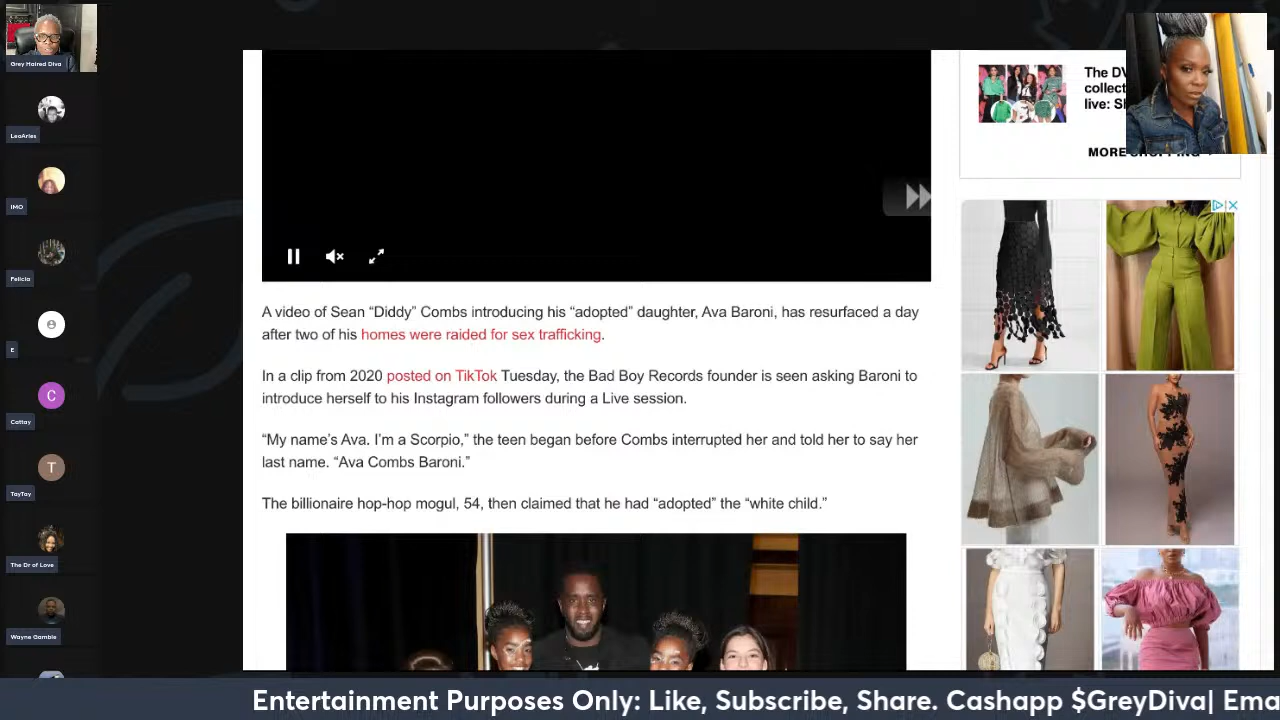 Grey Haired Diva
LeoAries
IMO
Felicia
E
C
Cattay
T
TayTay
The Dr of Love
Wayne Gamble
The DV
collect
live: S
MORE SHOPPING
A video of Sean “Diddy” Combs introducing his “adopted” daughter, Ava Baroni, has resurfaced a day
after two of his homes were raided for sex trafficking.
In a clip from 2020 posted on TikTok Tuesday, the Bad Boy Records founder is seen asking Baroni to
introduce herself to his Instagram followers during a Live session.
“My name’s Ava. I’m a Scorpio,” the teen began before Combs interrupted her and told her to say her
last name. “Ava Combs Baroni.”
The billionaire hop-hop mogul, 54, then claimed that he had “adopted” the “white child.”
Entertainment Purposes Only: Like, Subscribe, Share. Cashapp $GreyDiva| Ema